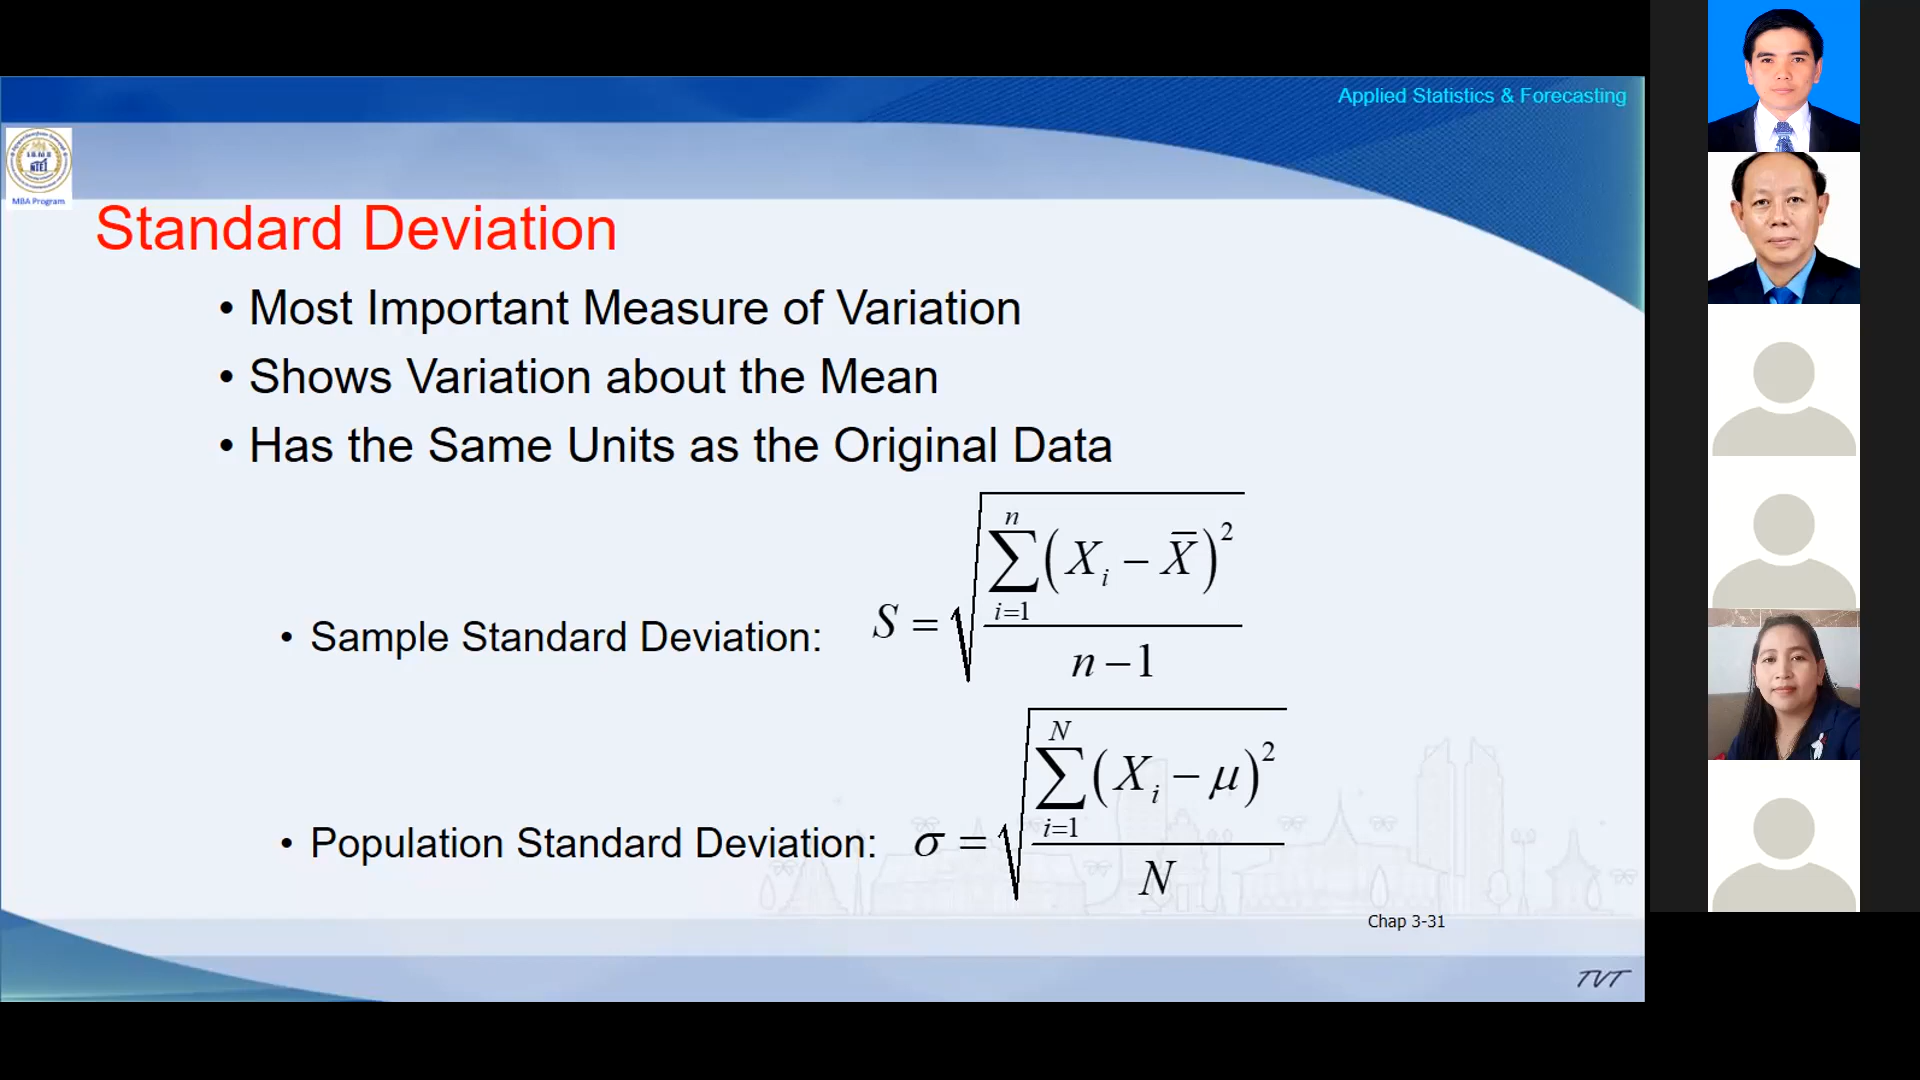 Applied Statistics & Forecasting
MBA Program
Standard Deviation
• Most Important Measure of Variation
• Shows Variation about the Mean
• Has the Same Units as the Original Data
• Sample Standard Deviation: S = √(∑_{i=1}^{n} (X_i − X̄)² / (n − 1))
• Population Standard Deviation: σ = √(∑_{i=1}^{N} (X_i − μ)² / N)
Chap 3-31
TVT